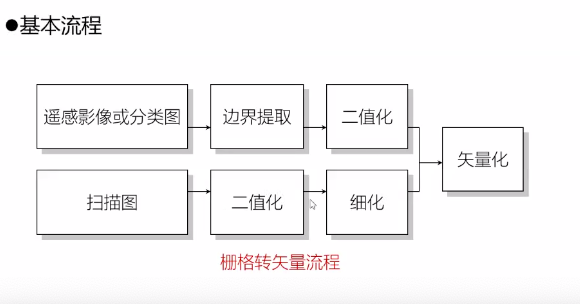 ●基本流程
遥感影像或分类图
边界提取
二值化
扫描图
二值化
细化
矢量化
栅格转矢量流程